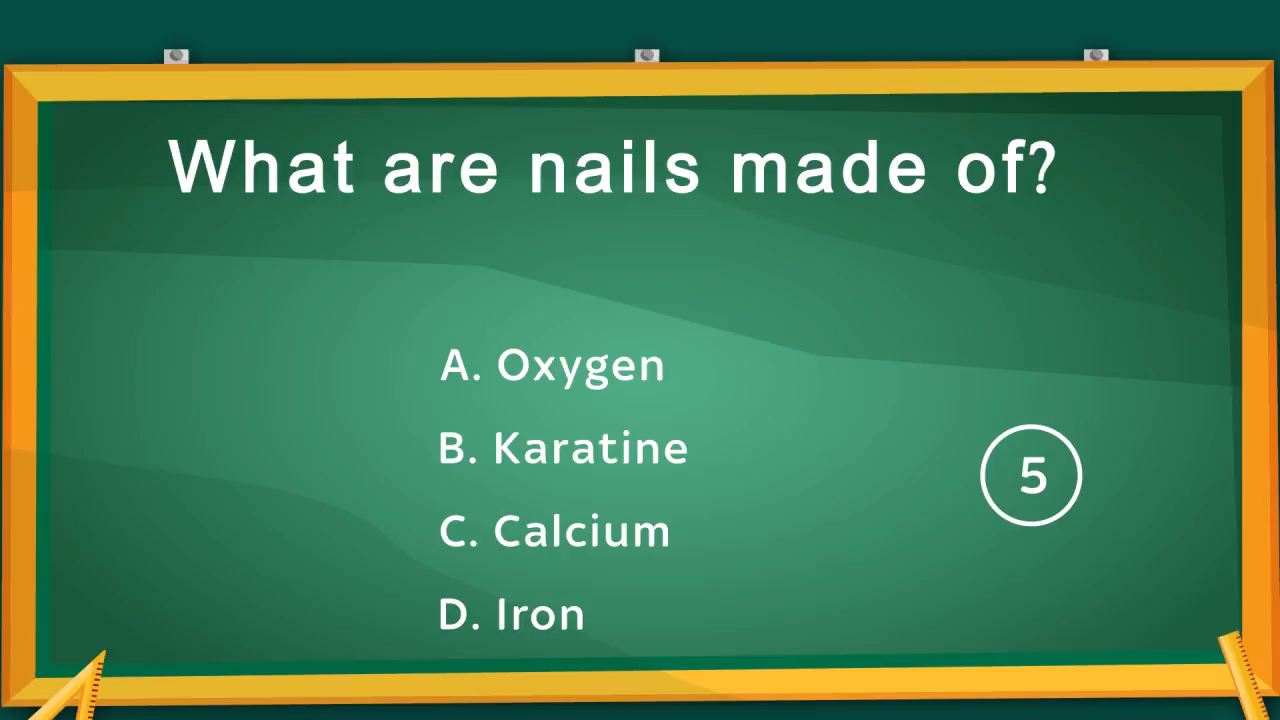 What are nails made of?
A. Oxygen
B. Karatine
5
C. Calcium
D. Iron